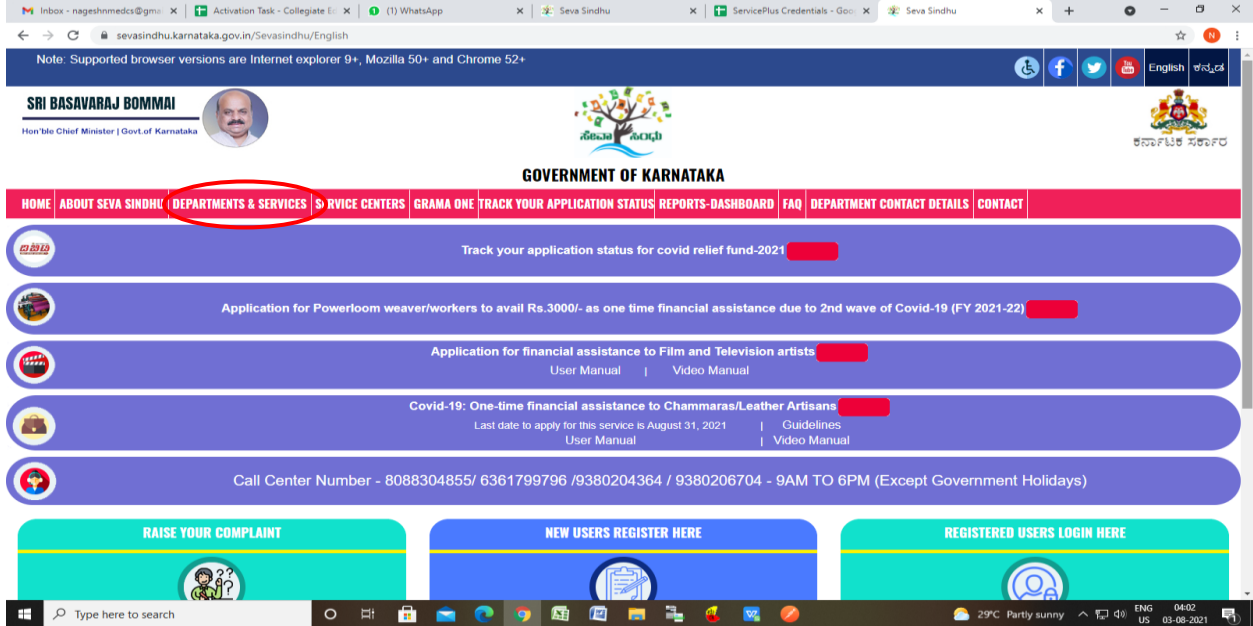 Inbox - nageshnmedcs@gmai
Activation Task - Collegiate Ed
(1) WhatsApp
Seva Sindhu
ServicePlus Credentials - Goo
Seva Sindhu
sevasindhu.karnataka.gov.in/Sevasindhu/English
N
Note: Supported browser versions are Internet explorer 9+, Mozilla 50+ and Chrome 52+
You Tube
English
ಕನ್ನಡ
SRI BASAVARAJ BOMMAI
Hon'ble Chief Minister | Govt.of Karnataka
ಸೇವಾ ಸಿಂಧು
ಕರ್ನಾಟಕ ಸರ್ಕಾರ
GOVERNMENT OF KARNATAKA
HOME ABOUT SEVA SINDHU DEPARTMENTS & SERVICES SERVICE CENTERS GRAMA ONE TRACK YOUR APPLICATION STATUS REPORTS-DASHBOARD FAQ DEPARTMENT CONTACT DETAILS CONTACT
Track your application status for covid relief fund-2021
Application for Powerloom weaver/workers to avail Rs.3000/- as one time financial assistance due to 2nd wave of Covid-19 (FY 2021-22)
Application for financial assistance to Film and Television artists
User Manual | Video Manual
Covid-19: One-time financial assistance to Chammaras/Leather Artisans
Last date to apply for this service is August 31, 2021 | Guidelines
User Manual | Video Manual
Call Center Number - 8088304855/ 6361799796 /9380204364 / 9380206704 - 9AM TO 6PM (Except Government Holidays)
RAISE YOUR COMPLAINT
NEW USERS REGISTER HERE
REGISTERED USERS LOGIN HERE
Type here to search
29°C Partly sunny
ENG
US
04:02
03-08-2021